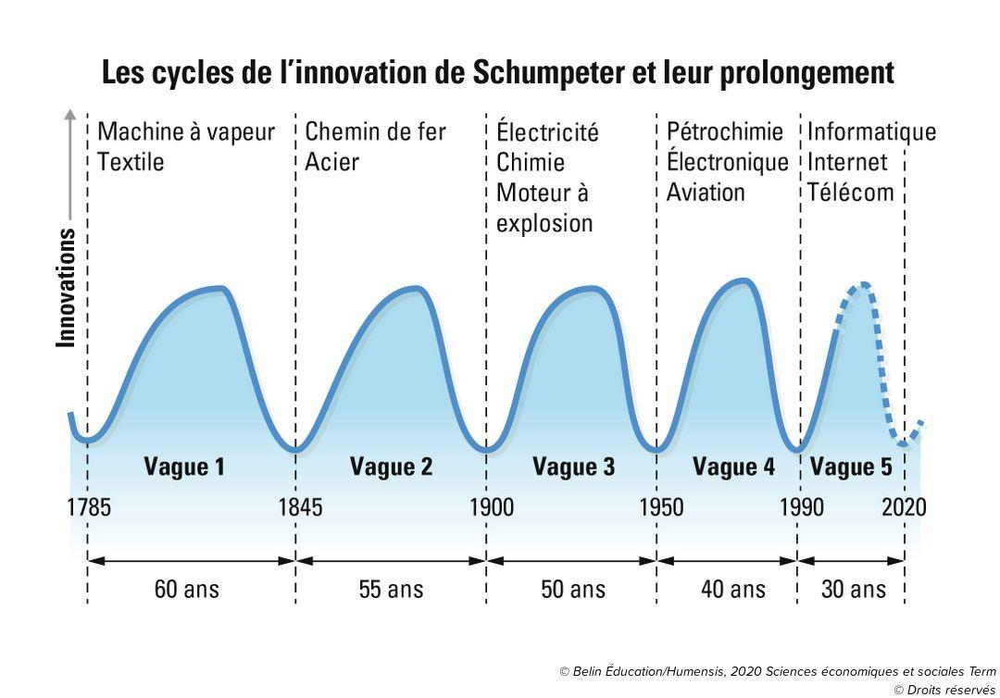 Les cycles de l'innovation de Schumpeter et leur prolongement
Innovations
Machine à vapeur
Textile
Chemin de fer
Acier
Électricité
Chimie
Moteur à
explosion
Pétrochimie
Électronique
Aviation
Informatique
Internet
Télécom
Vague 1
Vague 2
Vague 3
Vague 4
Vague 5
1785
1845
1900
1950
1990
2020
60 ans
55 ans
50 ans
40 ans
30 ans
© Belin Éducation/Humensis, 2020 Sciences économiques et sociales Term
© Droits réservés